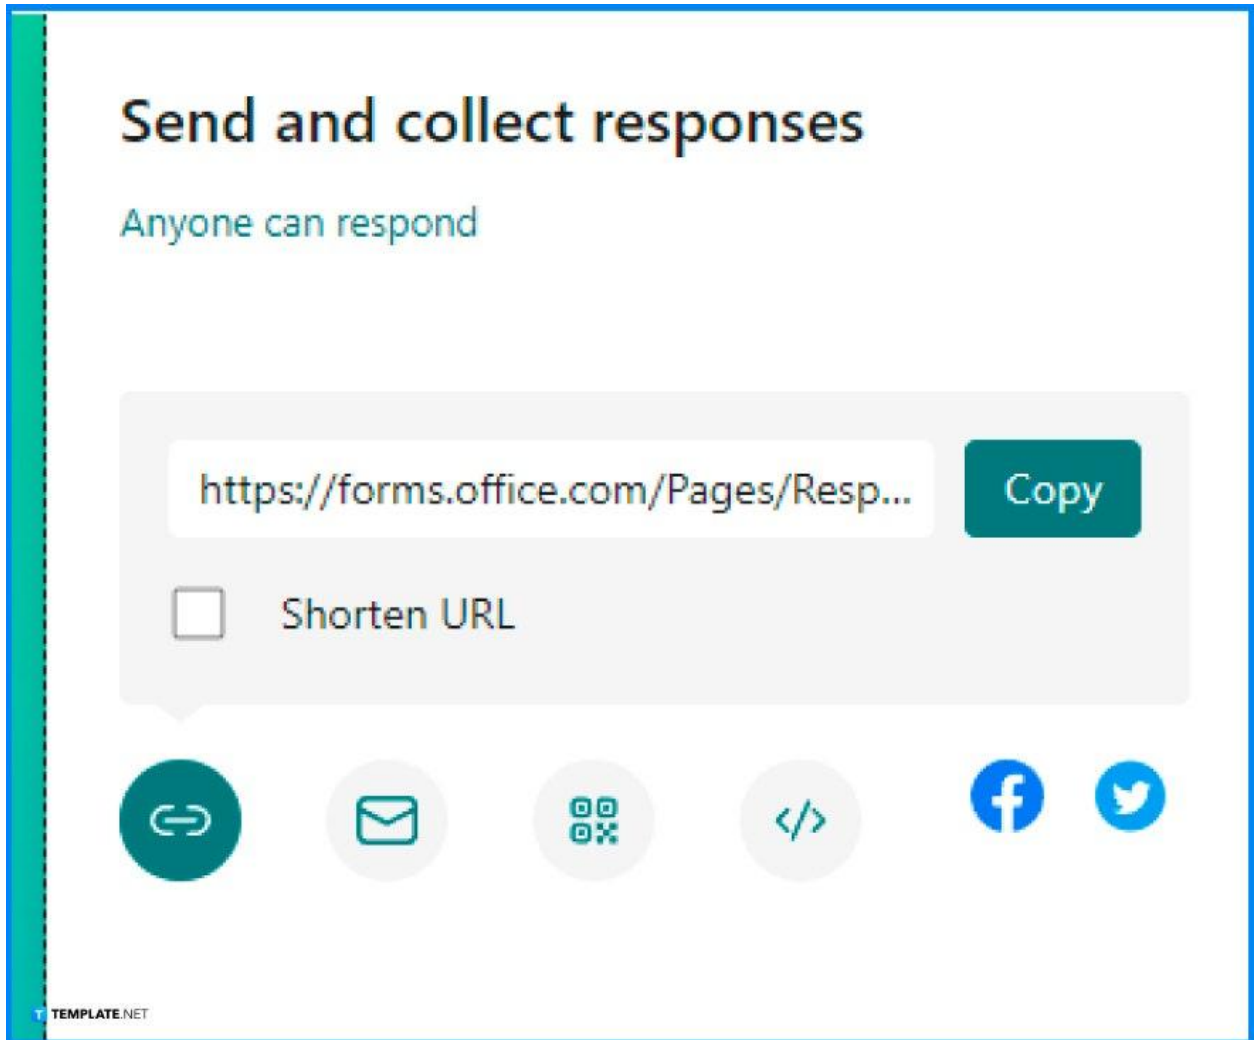 Send and collect responses
Anyone can respond
https://forms.office.com/Pages/Resp...
Copy
Shorten URL
T TEMPLATE.NET